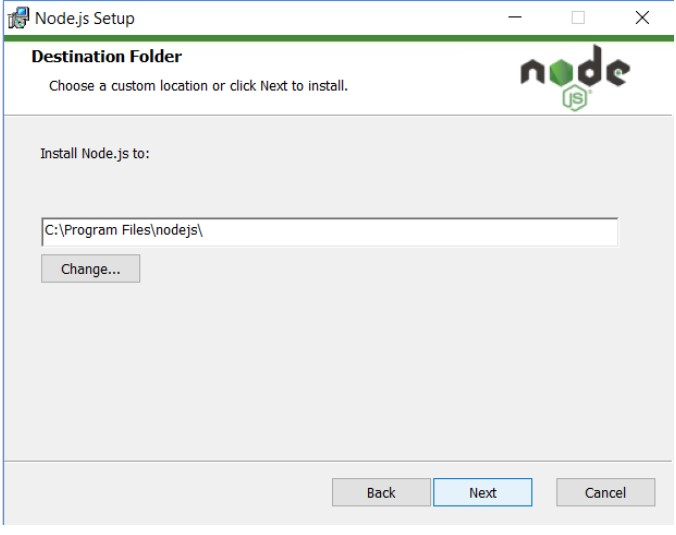 Node.js Setup
Destination Folder
Choose a custom location or click Next to install.
node
JS
Install Node.js to:
C:\Program Files\nodejs\
Change...
Back Next Cancel